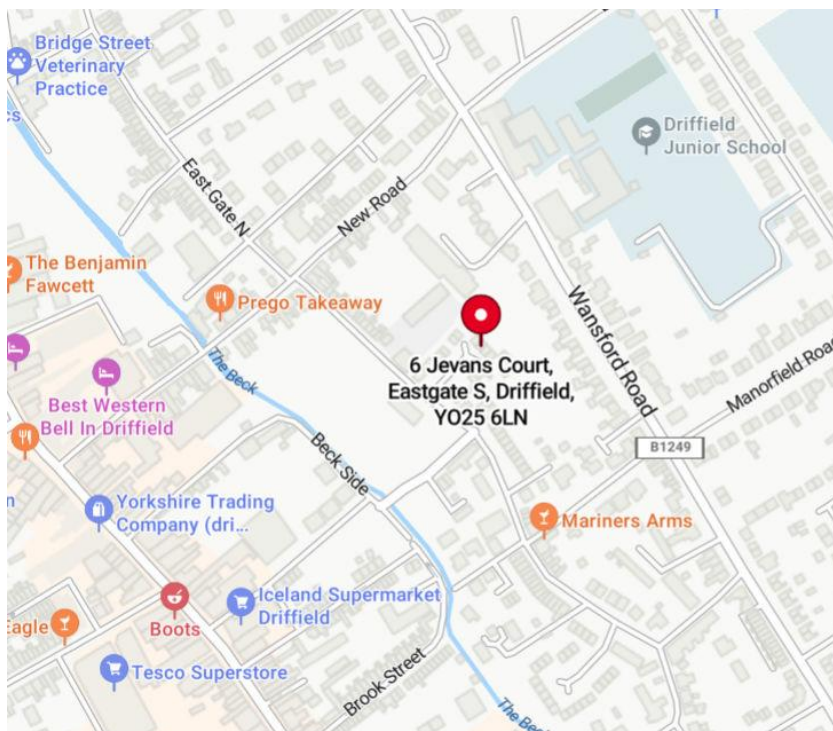 Bridge Street
Veterinary
Practice
cs
Driffield
Junior School
East Gate N
New Road
The Benjamin
Fawcett
Prego Takeaway
Wansford Road
6 Jevans Court,
Eastgate S, Driffield,
YO25 6LN
The Beck
Manorfield Road
Best Western
Bell In Driffield
Beck Side
B1249
n
Yorkshire Trading
Company (dri...
Mariners Arms
Iceland Supermarket
Driffield
Boots
Eagle
Tesco Superstore
Brook Street
The Beck